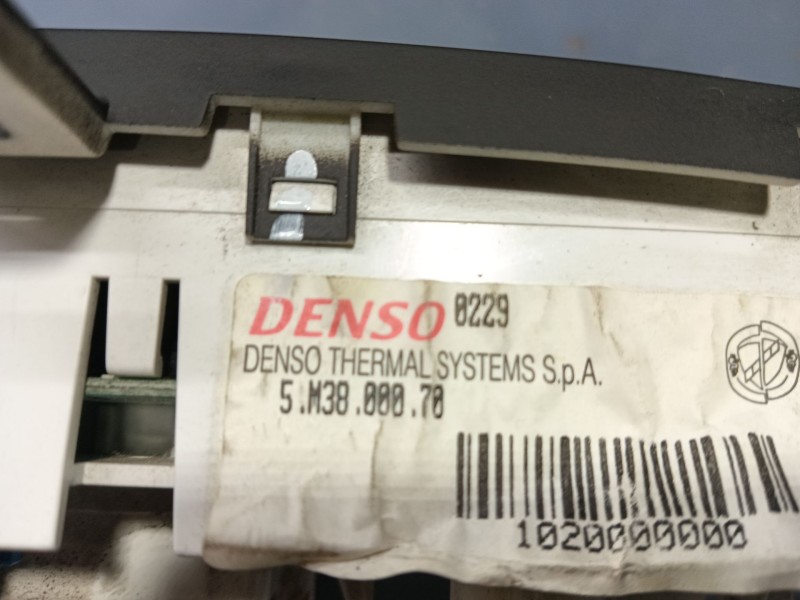 DENSO 0229
DENSO THERMAL SYSTEMS S.p.A.
5.M38.000.70
1020000000